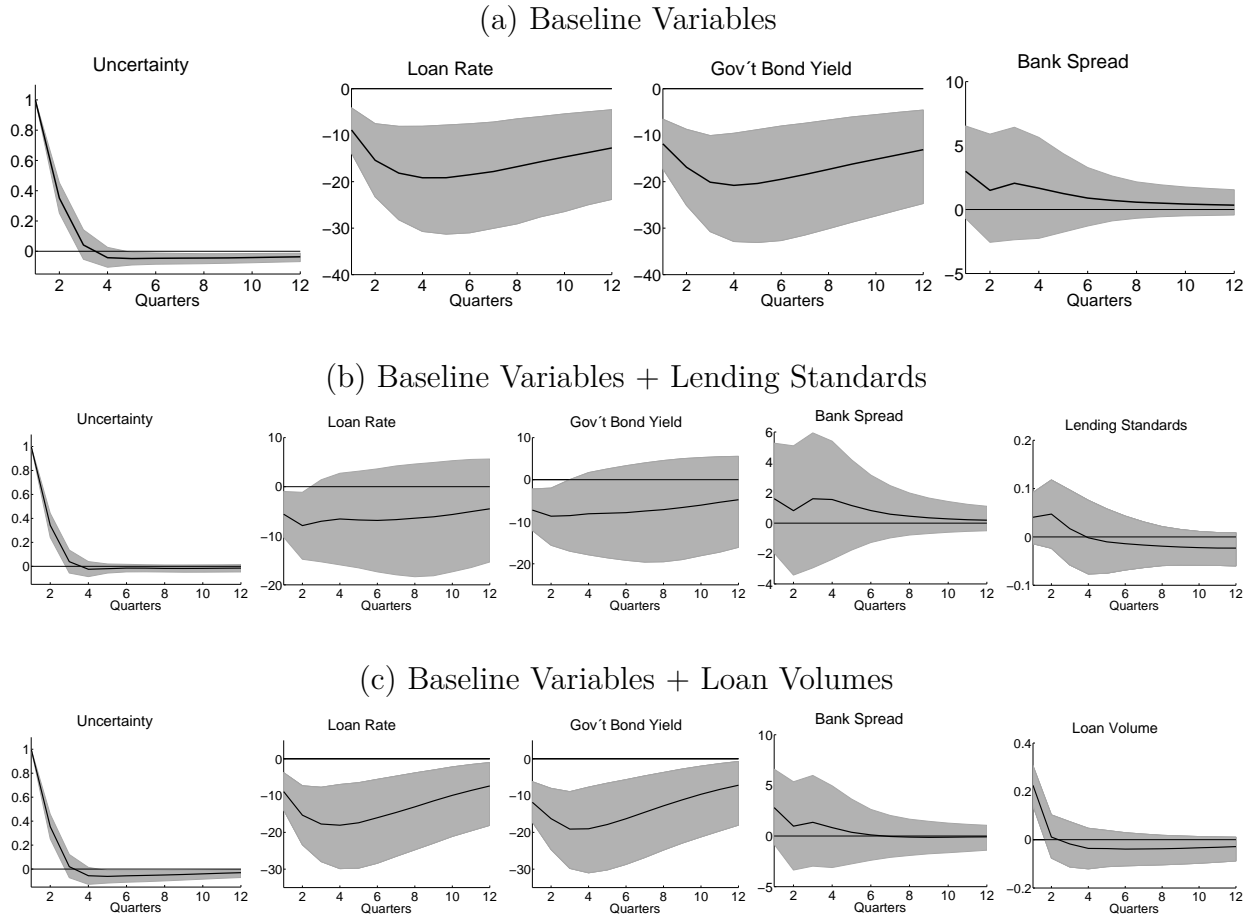 (a) Baseline Variables
Uncertainty
1
0.8
0.6
0.4
0.2
0
2 4 6 8 10 12
Quarters
Loan Rate
0
−10
−20
−30
−40
2 4 6 8 10 12
Quarters
Gov´t Bond Yield
0
−10
−20
−30
−40
2 4 6 8 10 12
Quarters
Bank Spread
10
5
0
−5
2 4 6 8 10 12
Quarters
(b) Baseline Variables + Lending Standards
Uncertainty
1
0.8
0.6
0.4
0.2
0
2 4 6 8 10 12
Quarters
Loan Rate
10
0
−10
−20
2 4 6 8 10 12
Quarters
Gov´t Bond Yield
10
0
−10
−20
2 4 6 8 10 12
Quarters
Bank Spread
6
4
2
0
−2
−4
2 4 6 8 10 12
Quarters
Lending Standards
0.2
0.1
0
−0.1
2 4 6 8 10 12
Quarters
(c) Baseline Variables + Loan Volumes
Uncertainty
1
0.8
0.6
0.4
0.2
0
2 4 6 8 10 12
Quarters
Loan Rate
0
−10
−20
−30
2 4 6 8 10 12
Quarters
Gov´t Bond Yield
0
−10
−20
−30
2 4 6 8 10 12
Quarters
Bank Spread
10
5
0
−5
2 4 6 8 10 12
Quarters
Loan Volume
0.4
0.2
0
−0.2
2 4 6 8 10 12
Quarters